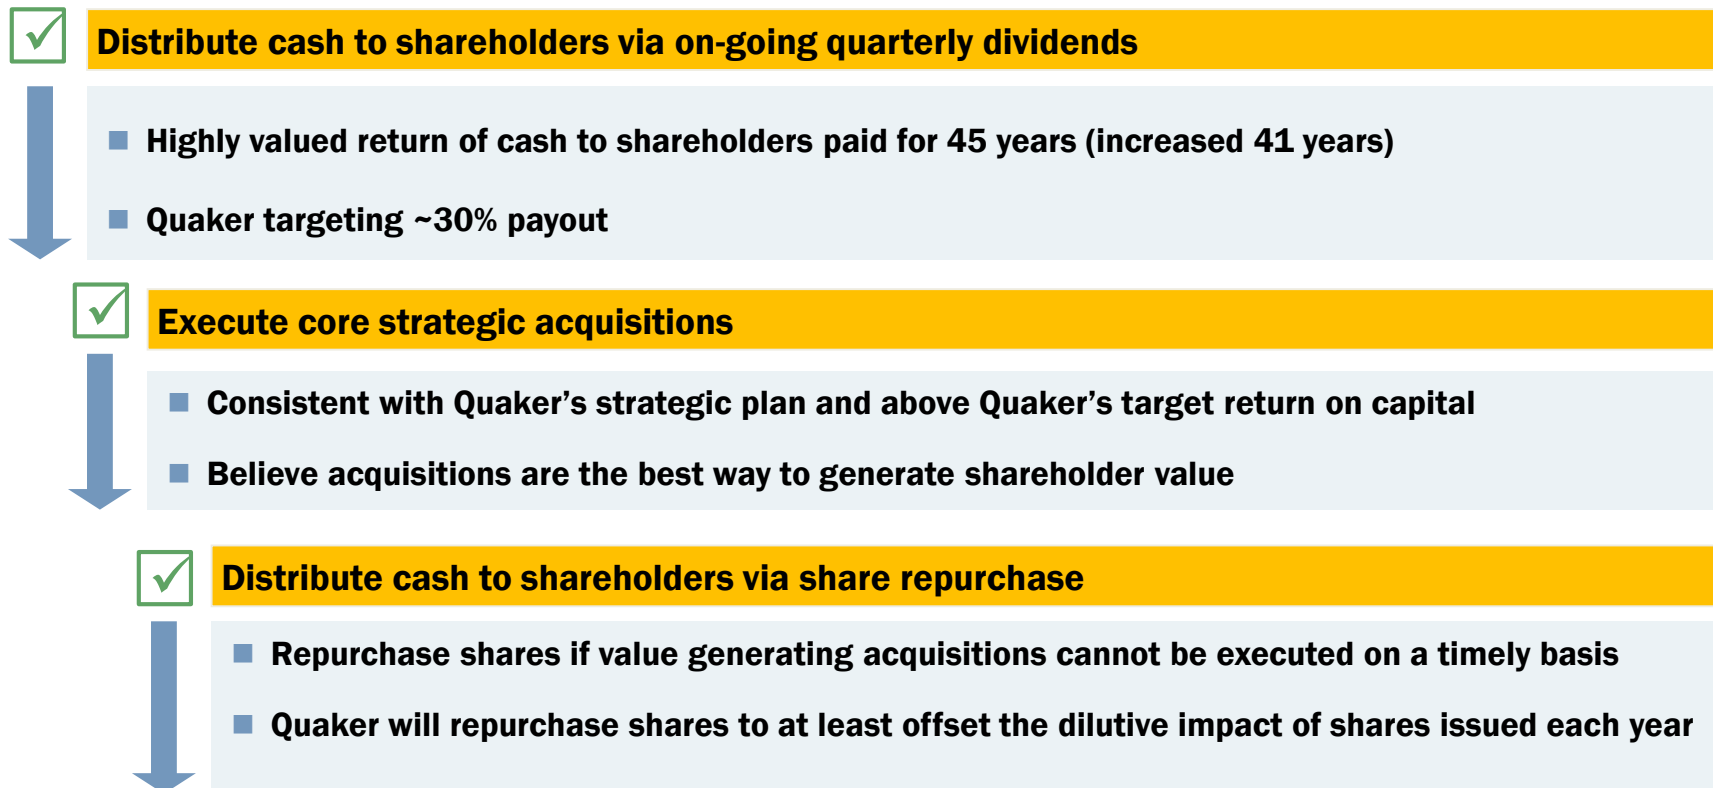 Distribute cash to shareholders via on-going quarterly dividends
Highly valued return of cash to shareholders paid for 45 years (increased 41 years)
Quaker targeting ~30% payout
Execute core strategic acquisitions
Consistent with Quaker’s strategic plan and above Quaker’s target return on capital
Believe acquisitions are the best way to generate shareholder value
Distribute cash to shareholders via share repurchase
Repurchase shares if value generating acquisitions cannot be executed on a timely basis
Quaker will repurchase shares to at least offset the dilutive impact of shares issued each year